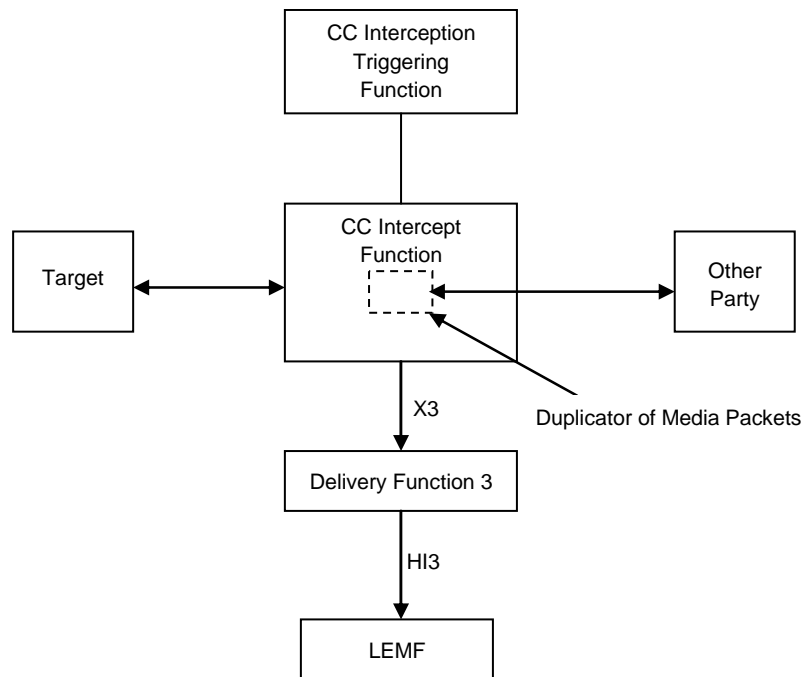 CC Interception
Triggering
Function
CC Intercept
Function
Target
Other
Party
X3
Duplicator of Media Packets
Delivery Function 3
HI3
LEMF